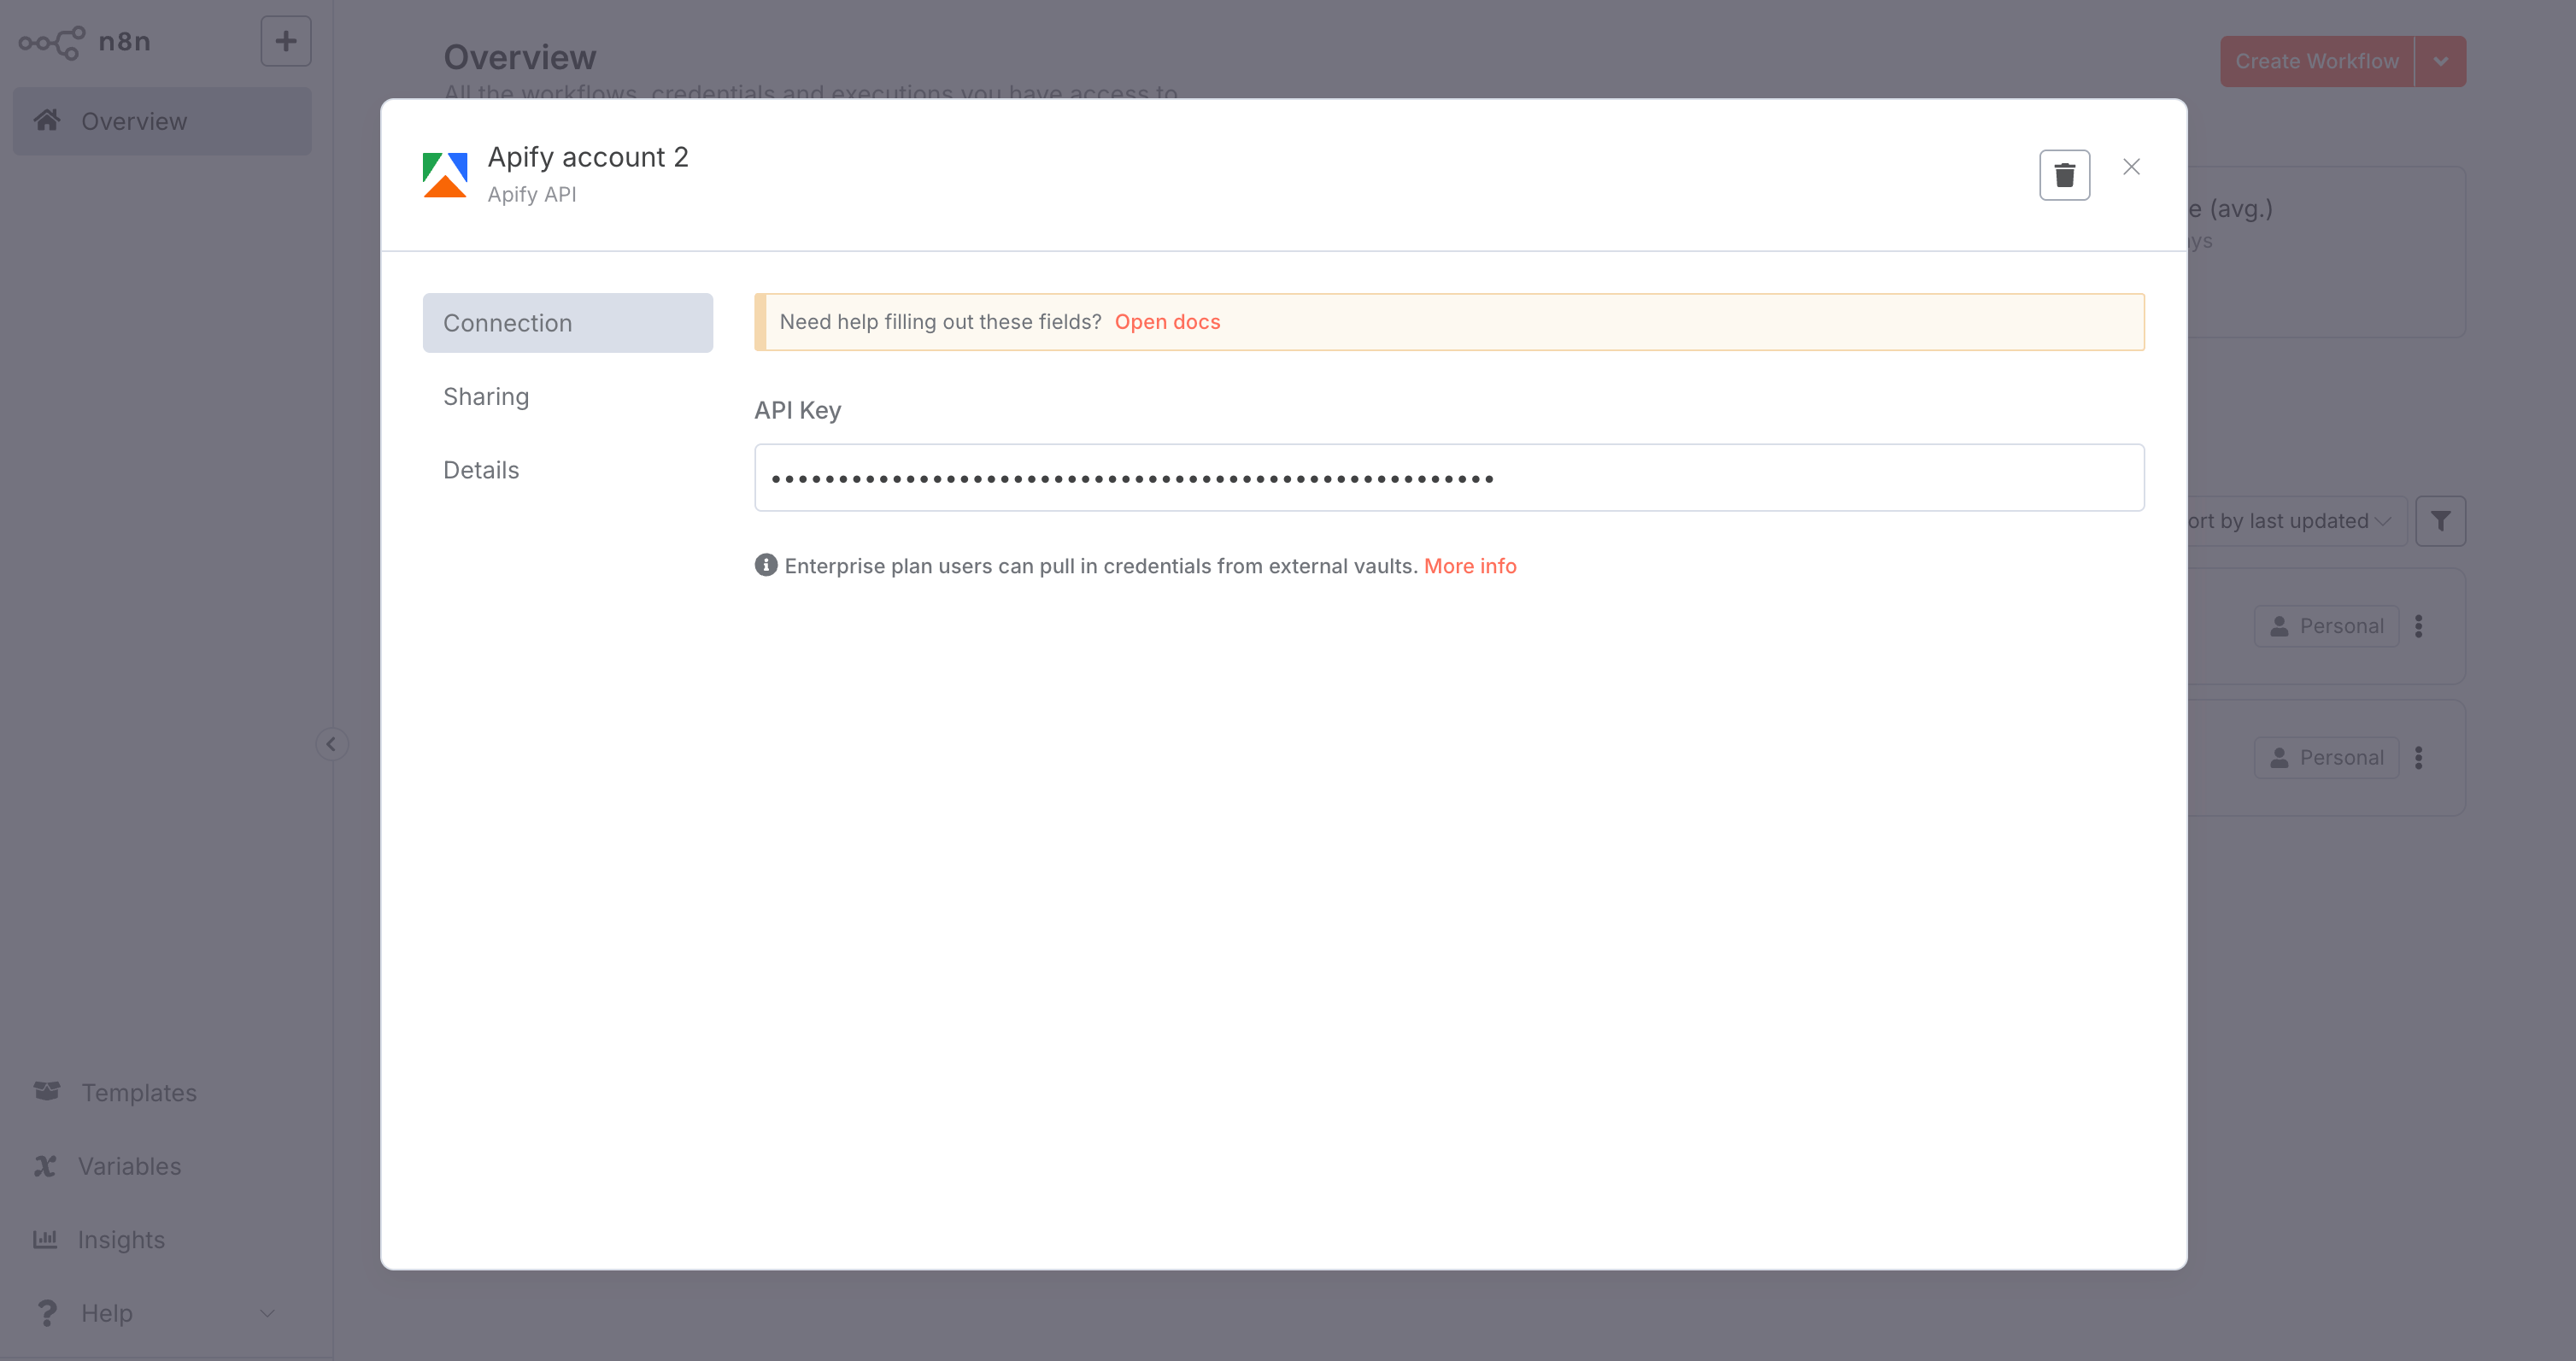 n8n
Overview
Overview
All the workflows, credentials and executions you have access to
Create Workflow
Apify account 2
Apify API
e (avg.)
ys
Connection
Sharing
Details
Need help filling out these fields? Open docs
API Key
••••••••••••••••••••••••••••••••••••••••••••••••••••••
Enterprise plan users can pull in credentials from external vaults. More info
ort by last updated
Personal
Personal
Templates
Variables
Insights
Help